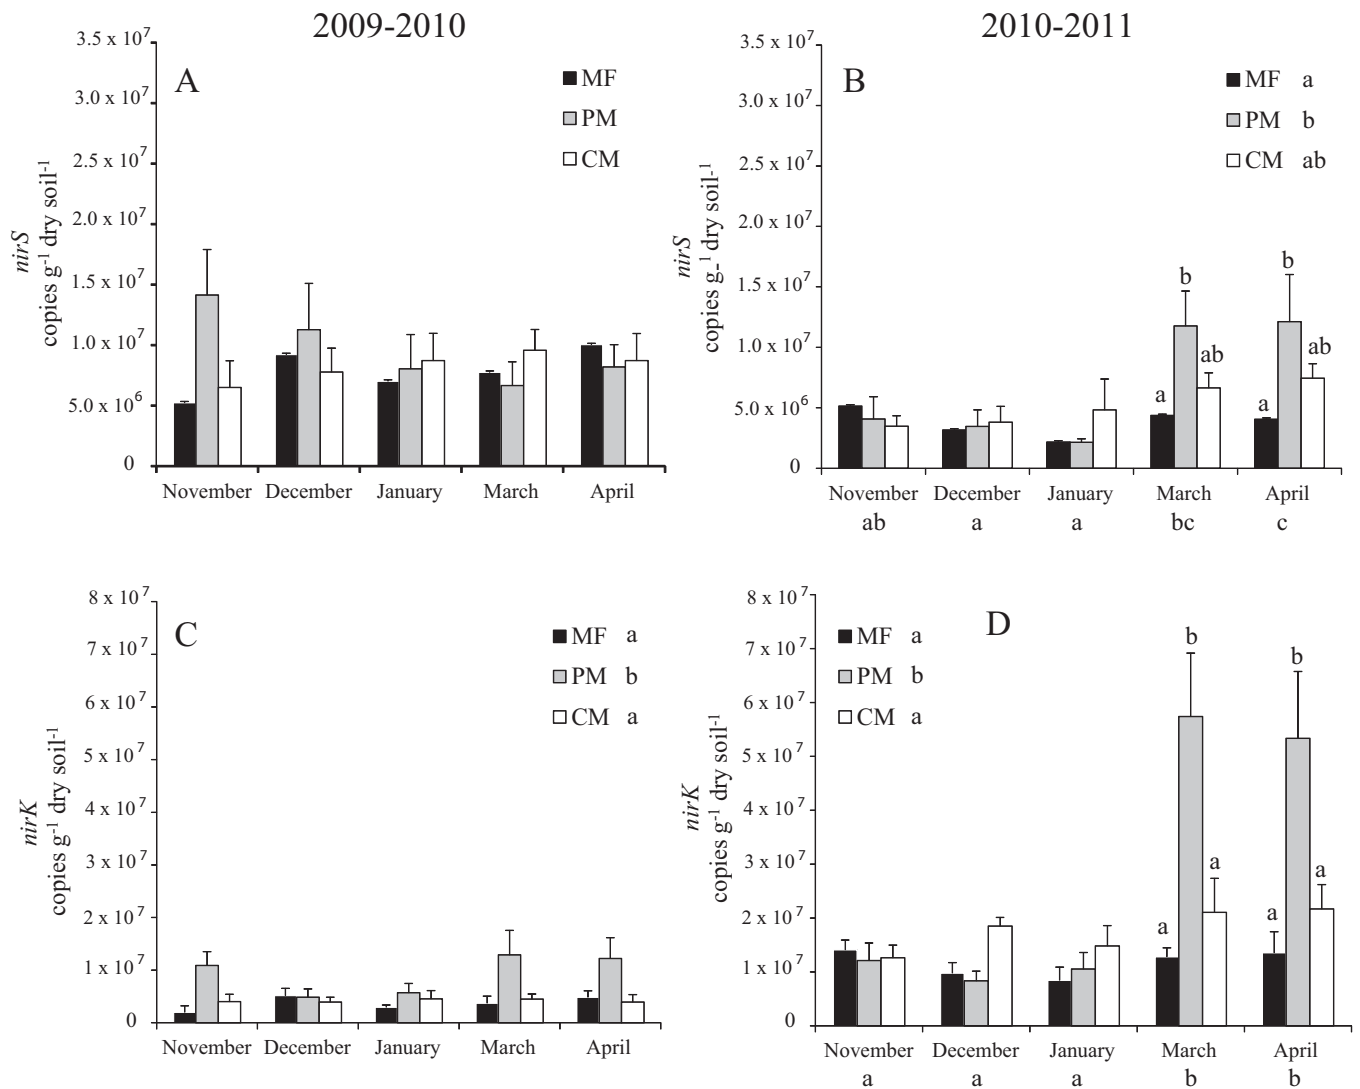 2009-2010
2010-2011
A
MF
PM
CM
nirS
copies g-1 dry soil-1
3.5 x 10 7
3.0 x 10 7
2.5 x 10 7
2.0 x 10 7
1.5 x 10 7
1.0 x 10 7
5.0 x 10 6
0
November December January March April
B
MF a
PM b
CM ab
nirS
copies g-1 dry soil-1
3.5 x 10 7
3.0 x 10 7
2.5 x 10 7
2.0 x 10 7
1.5 x 10 7
1.0 x 10 7
5.0 x 10 6
0
a b ab
a b ab
November December January March April
ab a a bc c
C
MF a
PM b
CM a
nirK
copies g-1 dry soil-1
8 x 10 7
7 x 10 7
6 x 10 7
5 x 10 7
4 x 10 7
3 x 10 7
2 x 10 7
1 x 10 7
0
November December January March April
D
MF a
PM b
CM a
nirK
copies g-1 dry soil-1
8 x 10 7
7 x 10 7
6 x 10 7
5 x 10 7
4 x 10 7
3 x 10 7
2 x 10 7
1 x 10 7
0
a b a
a b a
November December January March April
a a a b b